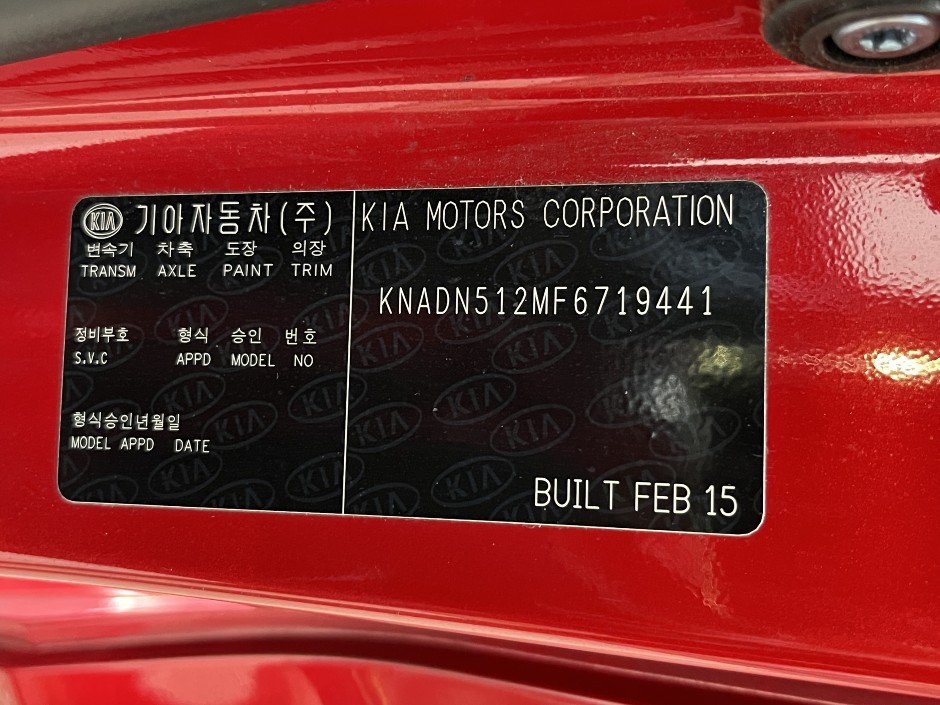 KIA 기아자동차(주)
변속기 차축 도장 의장
TRANSM AXLE PAINT TRIM
정비부호 형식 승인 번호
S.V.C APPD MODEL NO
형식승인년월일
MODEL APPD DATE
KIA MOTORS CORPORATION
KNADN512MF6719441
BUILT FEB 15